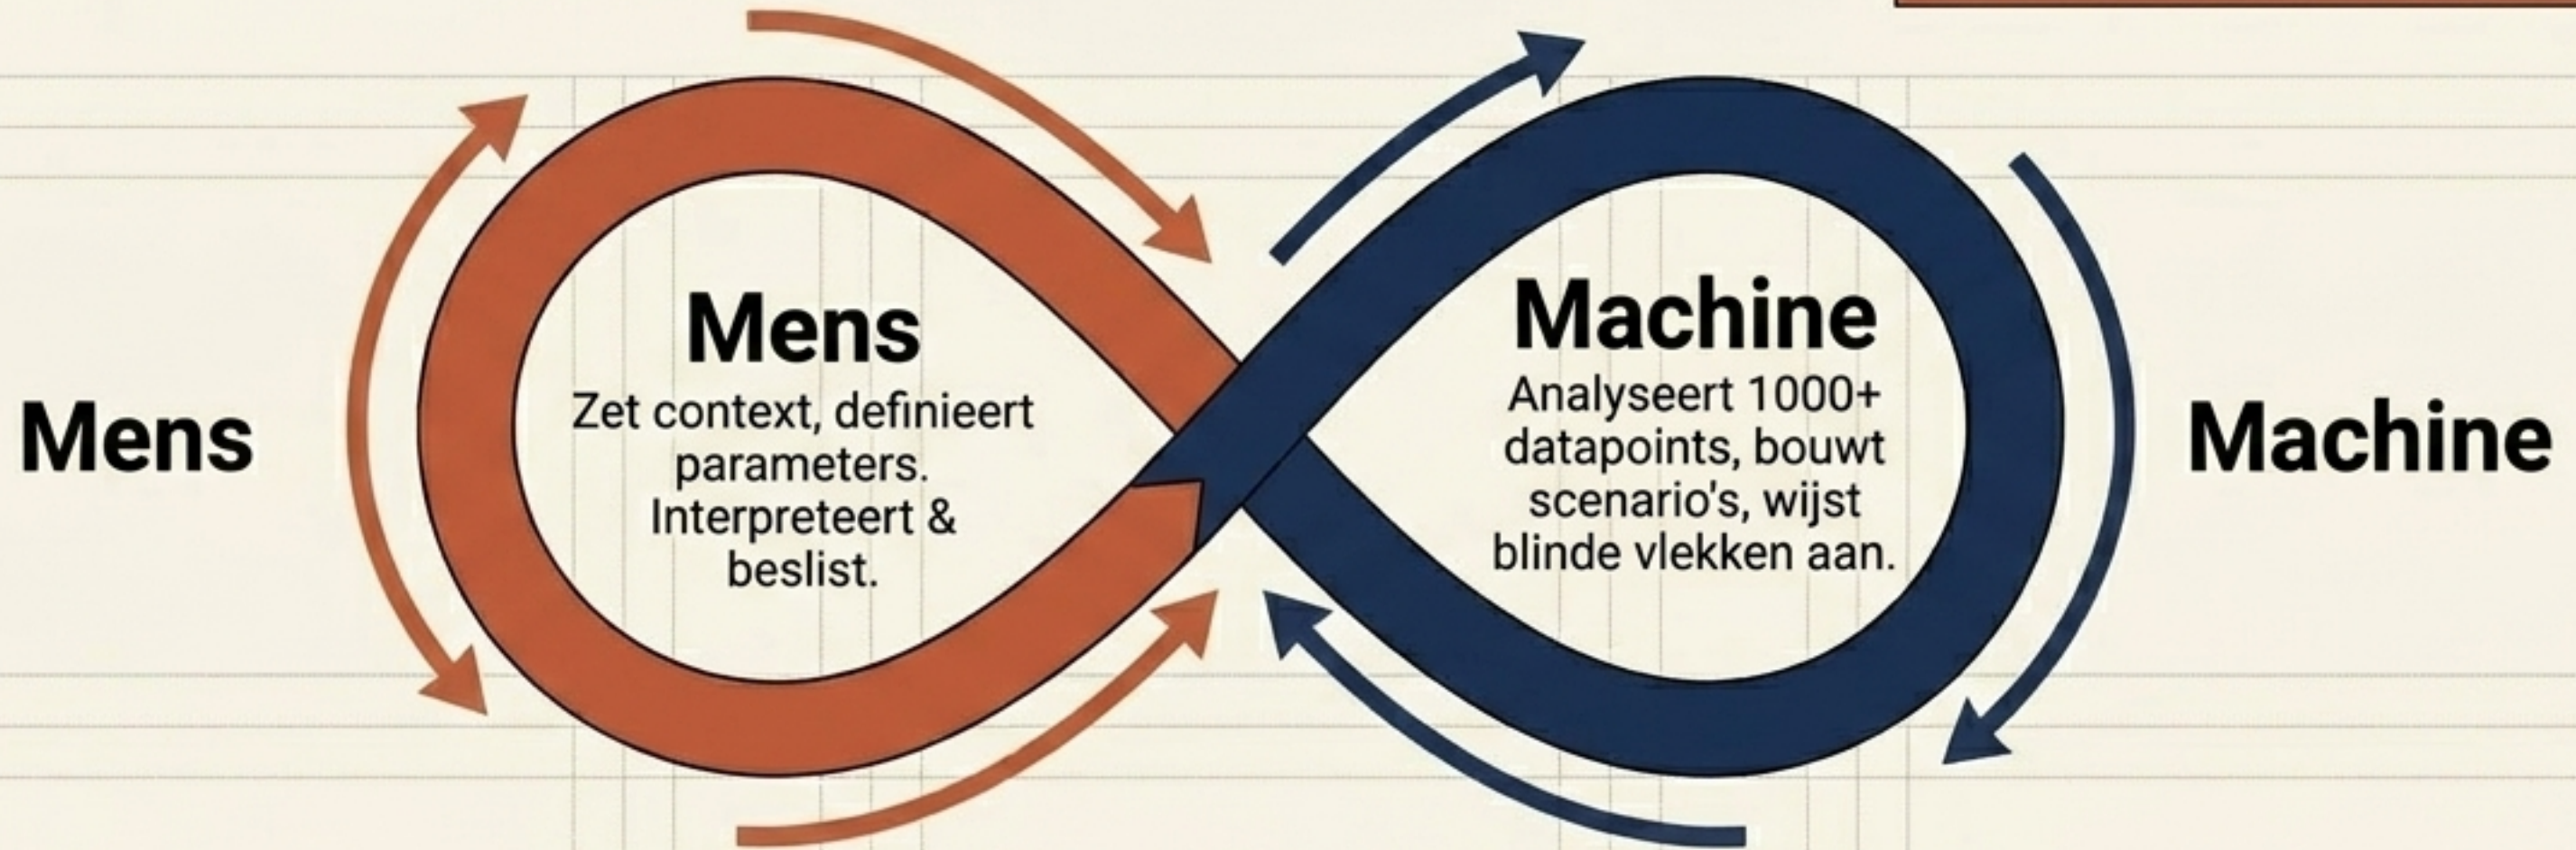 Mens
Mens
Zet context, definieert
parameters.
Interpreteert &
beslist.
Machine
Analyseert 1000+
datapoints, bouwt
scenario's, wijst
blinde vlekken aan.
Machine